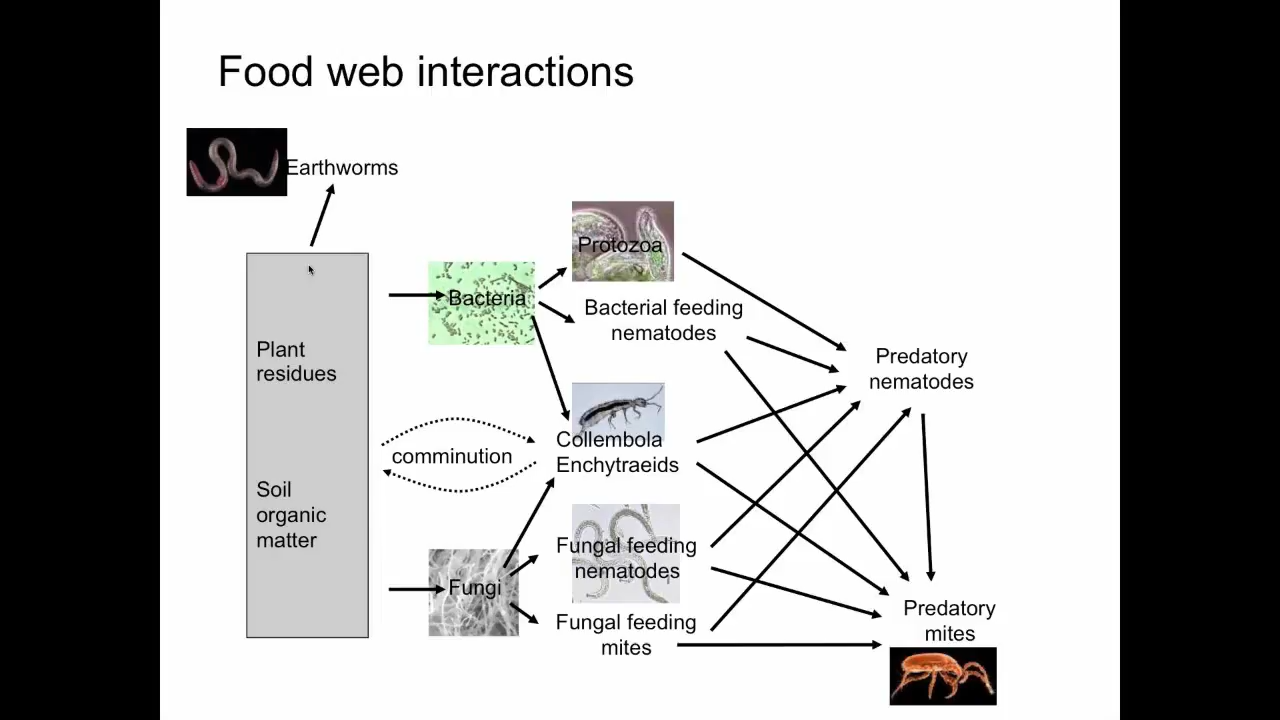 Food web interactions
Earthworms
Protozoa
Bacteria
Bacterial feeding
nematodes
Plant
residues
Predatory
nematodes
comminution
Collembola
Enchytraeids
Soil
organic
matter
Fungal feeding
nematodes
Fungi
Fungal feeding
mites
Predatory
mites